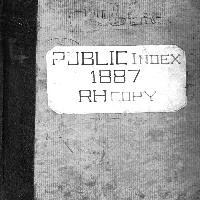 PUBLIC INDEX
1887
RH COPY